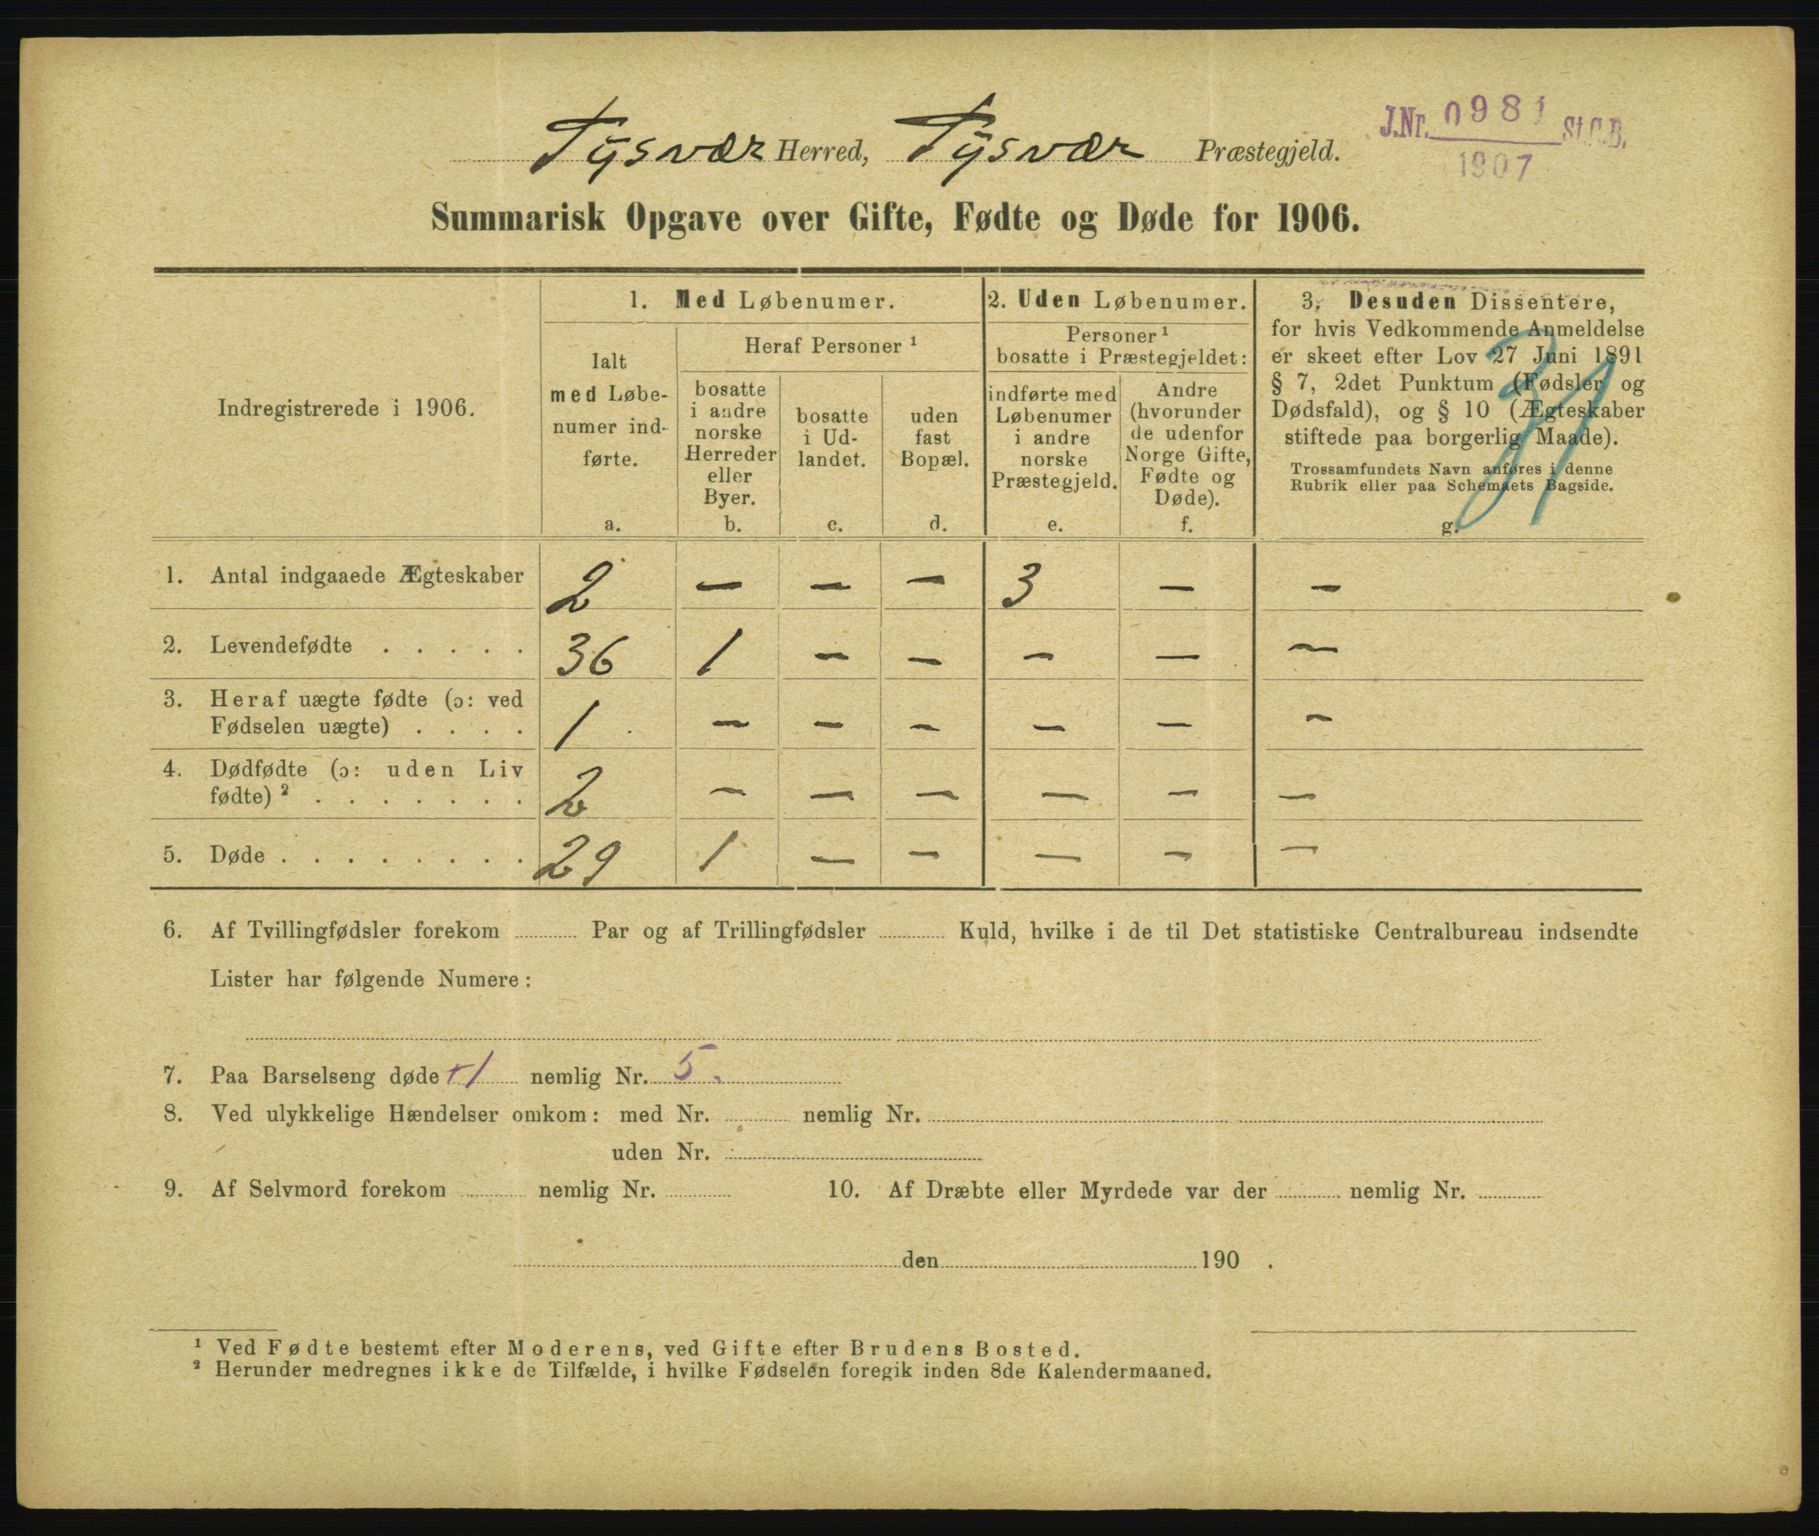 Tysvær Herred, Tysvær Præstegjeld.
J.Nr. 0981 St.C.B.
1907
Summarisk Opgave over Gifte, Fødte og Døde for 1906.
Indregistrerede i 1906.
1. Med Løbenumer.
Ialt
med Løbe-
numer ind-
førte.
a.
Heraf Personer ¹
bosatte
i andre
norske
Herreder
eller
Byer.
b.
bosatte
i Ud-
landet.
c.
uden
fast
Bopæl.
d.
2. Uden Løbenumer.
Personer ¹
bosatte i Præstegjeldet:
indførte med
Løbenumer
i andre
norske
Præstegjeld.
e.
Andre
(hvorunder
de udenfor
Norge Gifte,
Fødte og
Døde).
f.
3. Desuden Dissentere,
for hvis Vedkommende Anmeldelse
er skeet efter Lov 27 Juni 1891
§ 7, 2det Punktum (Fødsler og
Dødsfald), og § 10 (Ægteskaber
stiftede paa borgerlig Maade).
Trossamfundets Navn anføres i denne
Rubrik eller paa Schemaets Bagside.
g.
31
1. Antal indgaaede Ægteskaber 2 — — — 3 — —
2. Levendefødte . . . . . 36 1 — — — — —
3. Heraf uægte fødte (ɔ: ved
Fødselen uægte) . . . . 1 — — — — — —
4. Dødfødte (ɔ: uden Liv
fødte) ² . . . . . . . 2 — — — — — —
5. Døde . . . . . . . . 29 1 — — — — —
6. Af Tvillingfødsler forekom Par og af Trillingfødsler Kuld, hvilke i de til Det statistiske Centralbureau indsendte
Lister har følgende Numere:
7. Paa Barselseng døde +1 nemlig Nr. 5.
8. Ved ulykkelige Hændelser omkom: med Nr. nemlig Nr.
uden Nr.
9. Af Selvmord forekom nemlig Nr. 10. Af Dræbte eller Myrdede var der nemlig Nr.
den 190 .
¹ Ved Fødte bestemt efter Moderens, ved Gifte efter Brudens Bosted.
² Herunder medregnes ikke de Tilfælde, i hvilke Fødselen foregik inden 8de Kalendermaaned.